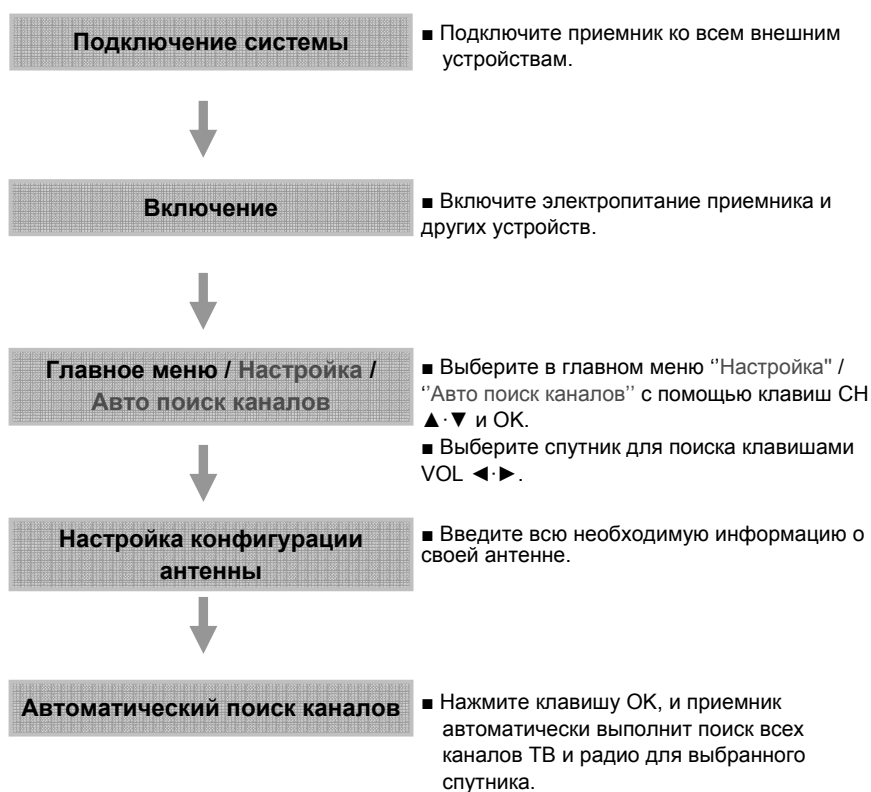 Подключение системы
■ Подключите приемник ко всем внешним
устройствам.
Включение
■ Включите электропитание приемника и
других устройств.
Главное меню / Настройка /
Авто поиск каналов
■ Выберите в главном меню ‘’Настройка" /
‘’Авто поиск каналов’’ с помощью клавиш CH
▲·▼ и OK.
■ Выберите спутник для поиска клавишами
VOL ◄·►.
Настройка конфигурации
антенны
■ Введите всю необходимую информацию о
своей антенне.
Автоматический поиск каналов
■ Нажмите клавишу OK, и приемник
автоматически выполнит поиск всех
каналов ТВ и радио для выбранного
спутника.